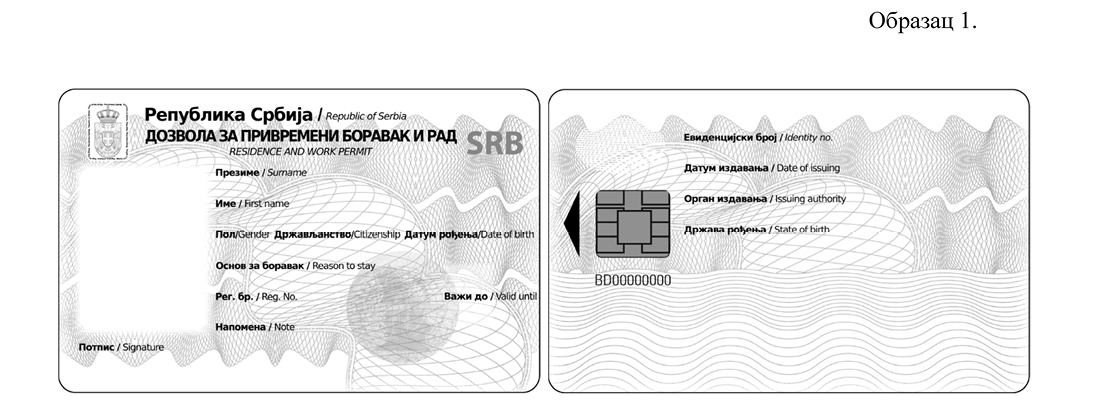 Образац 1.
Република Србија / Republic of Serbia
ДОЗВОЛА ЗА ПРИВРЕМЕНИ БОРАВАК И РАД
SRB
RESIDENCE AND WORK PERMIT
Презиме / Surname
Име / First name
Пол/Gender Држављанство/Citizenship Датум рођења/Date of birth
Основ за боравак / Reason to stay
Рег. бр. / Reg. No. Важи до / Valid until
Напомена / Note
Потпис / Signature
Евиденцијски број / Identity no.
Датум издавања / Date of issuing
Орган издавања / Issuing authority
Држава рођења / State of birth
BD00000000